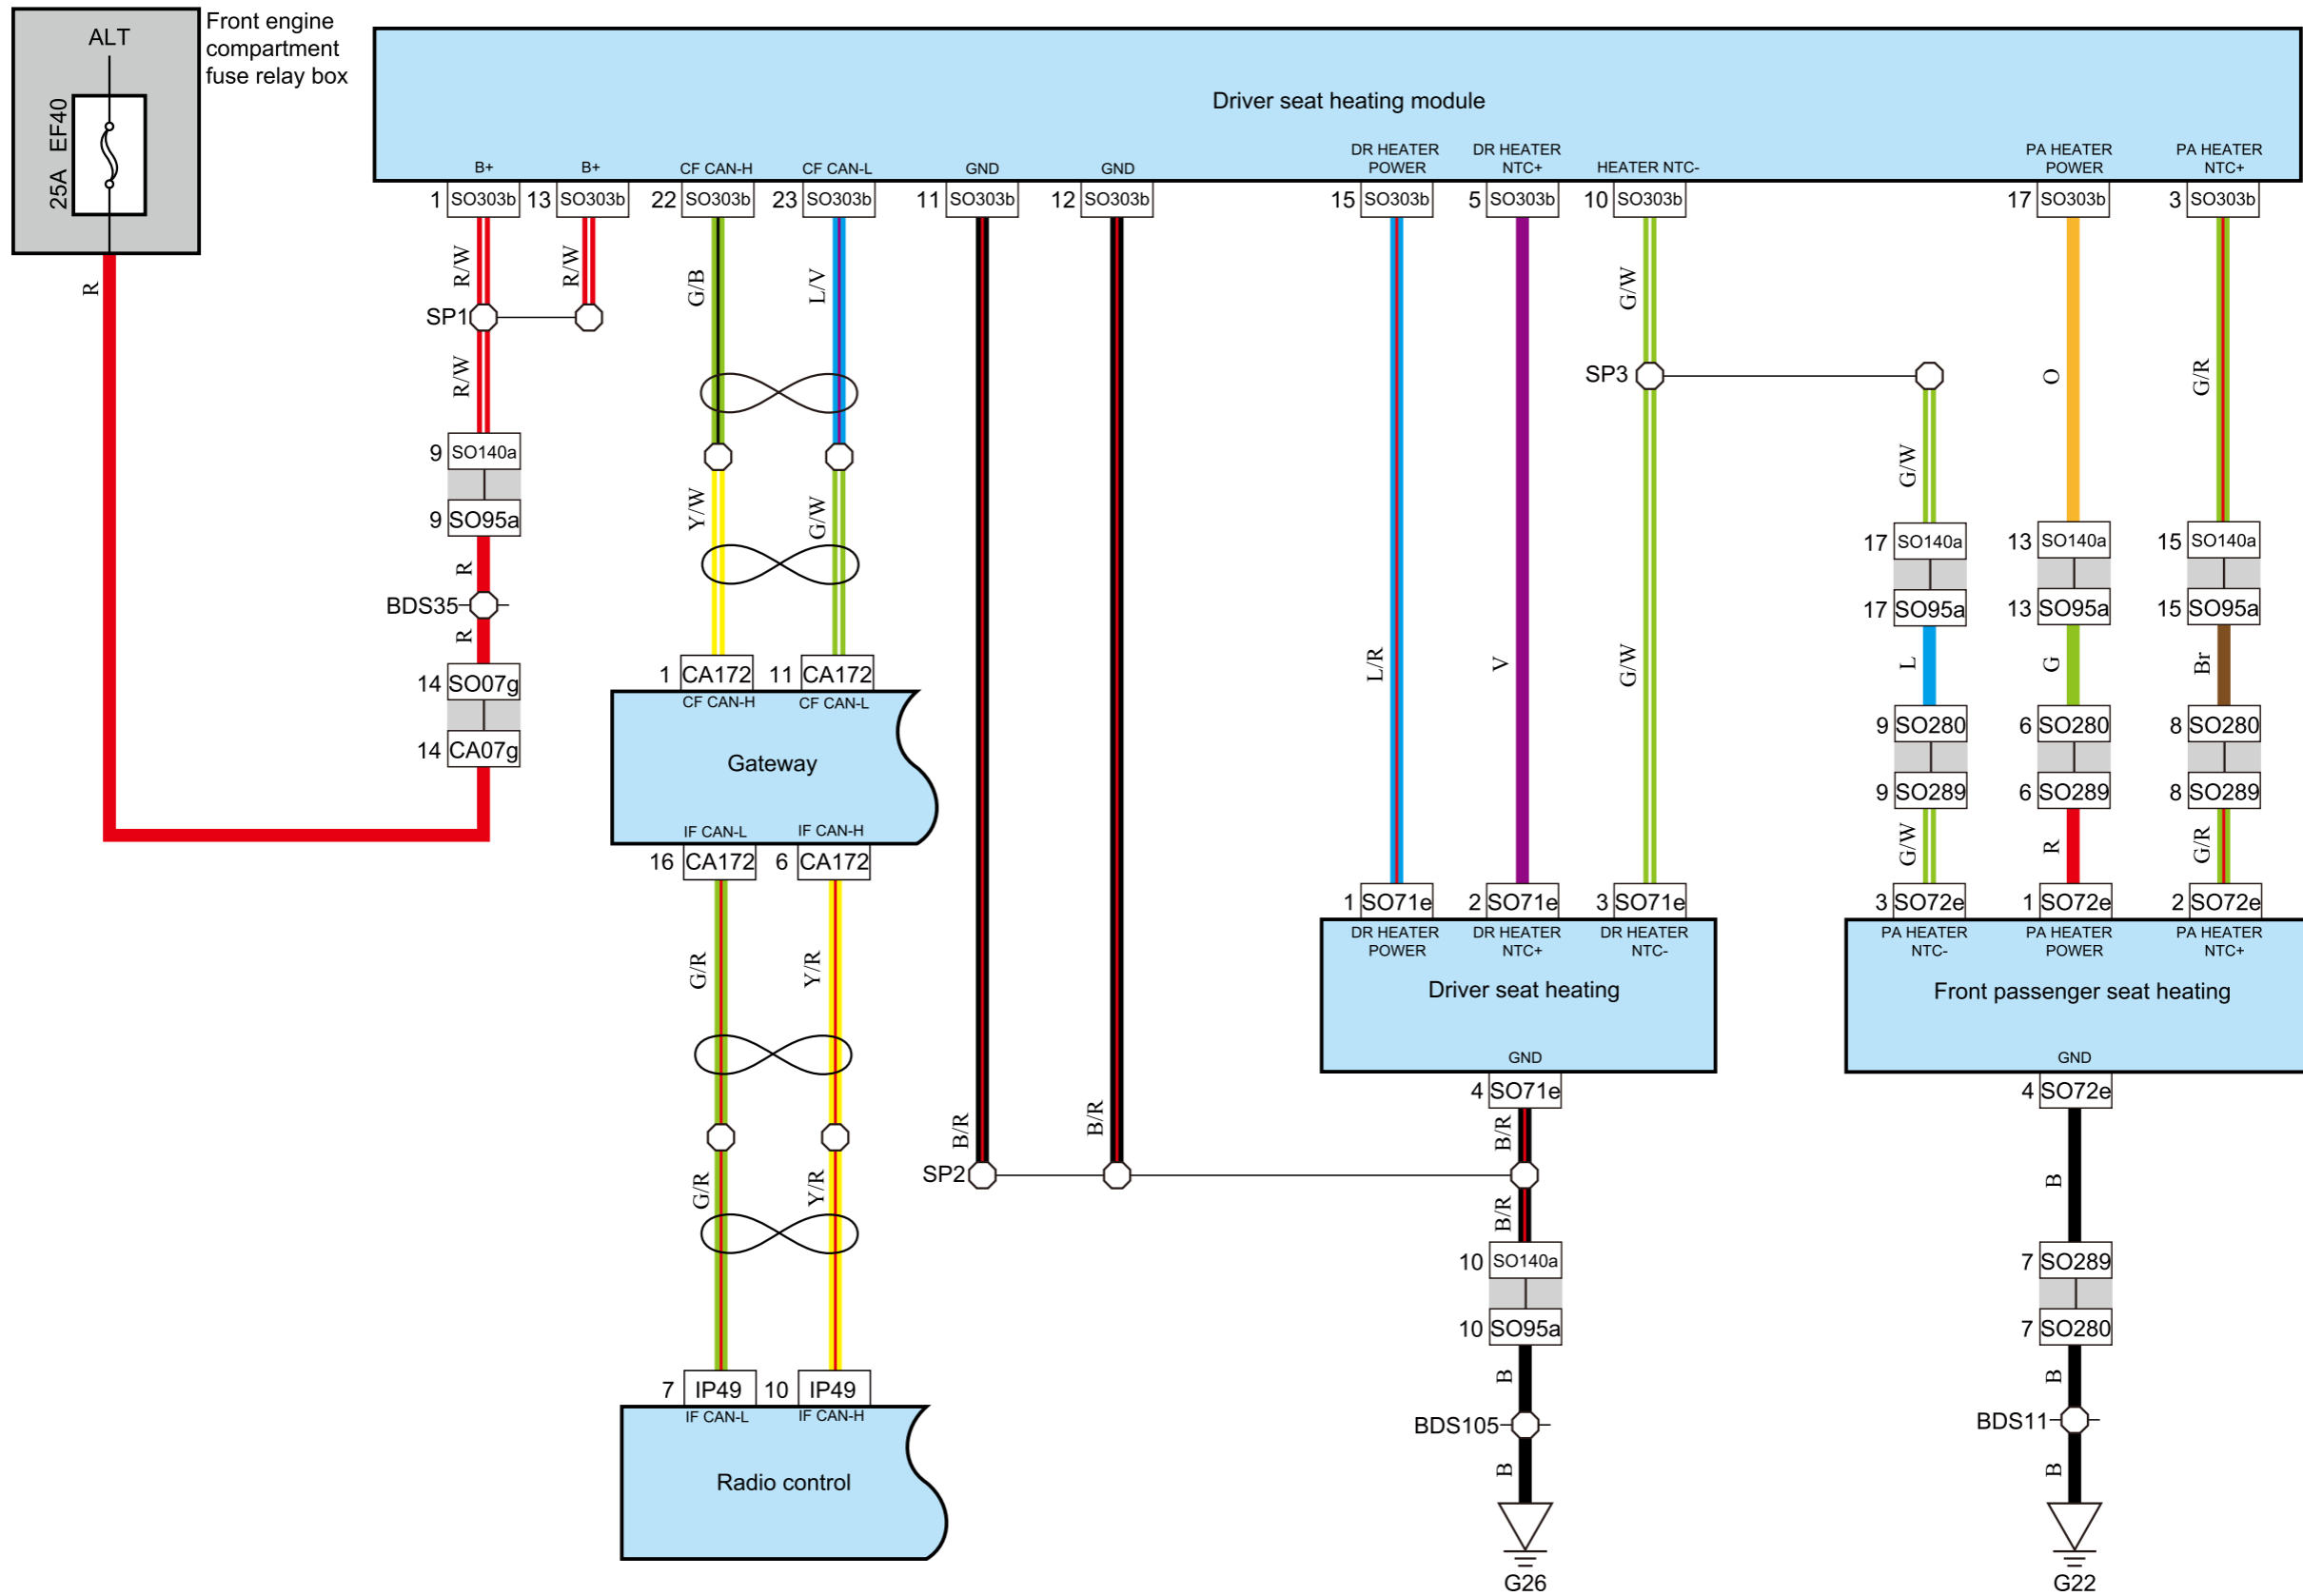 ALT
Front engine
compartment
fuse relay box
25A EF40
R
Driver seat heating module
B+
B+
CF CAN-H
CF CAN-L
GND
GND
DR HEATER
POWER
DR HEATER
NTC+
HEATER NTC-
PA HEATER
POWER
PA HEATER
NTC+
1 SO303b
13 SO303b
22 SO303b
23 SO303b
11 SO303b
12 SO303b
15 SO303b
5 SO303b
10 SO303b
17 SO303b
3 SO303b
R/W
R/W
G/B
L/V
G/W
SP1
R/W
SP3
O
G/R
9 SO140a
9 SO95a
Y/W
G/W
G/W
17 SO140a
13 SO140a
15 SO140a
R
BDS35
R
17 SO95a
13 SO95a
15 SO95a
L/R
V
G/W
L
G
Br
14 SO07g
14 CA07g
1 CA172
11 CA172
CF CAN-H
CF CAN-L
Gateway
IF CAN-L
IF CAN-H
16 CA172
6 CA172
9 SO280
6 SO280
8 SO280
9 SO289
6 SO289
8 SO289
G/W
R
G/R
1 SO71e
2 SO71e
3 SO71e
3 SO72e
1 SO72e
2 SO72e
DR HEATER
POWER
DR HEATER
NTC+
DR HEATER
NTC-
Driver seat heating
GND
PA HEATER
NTC-
PA HEATER
POWER
PA HEATER
NTC+
Front passenger seat heating
GND
G/R
Y/R
4 SO71e
4 SO72e
B/R
B/R
B/R
SP2
G/R
Y/R
B/R
B
10 SO140a
10 SO95a
7 SO289
7 SO280
7 IP49
10 IP49
IF CAN-L
IF CAN-H
Radio control
B
BDS105
B
G26
B
BDS11
B
G22